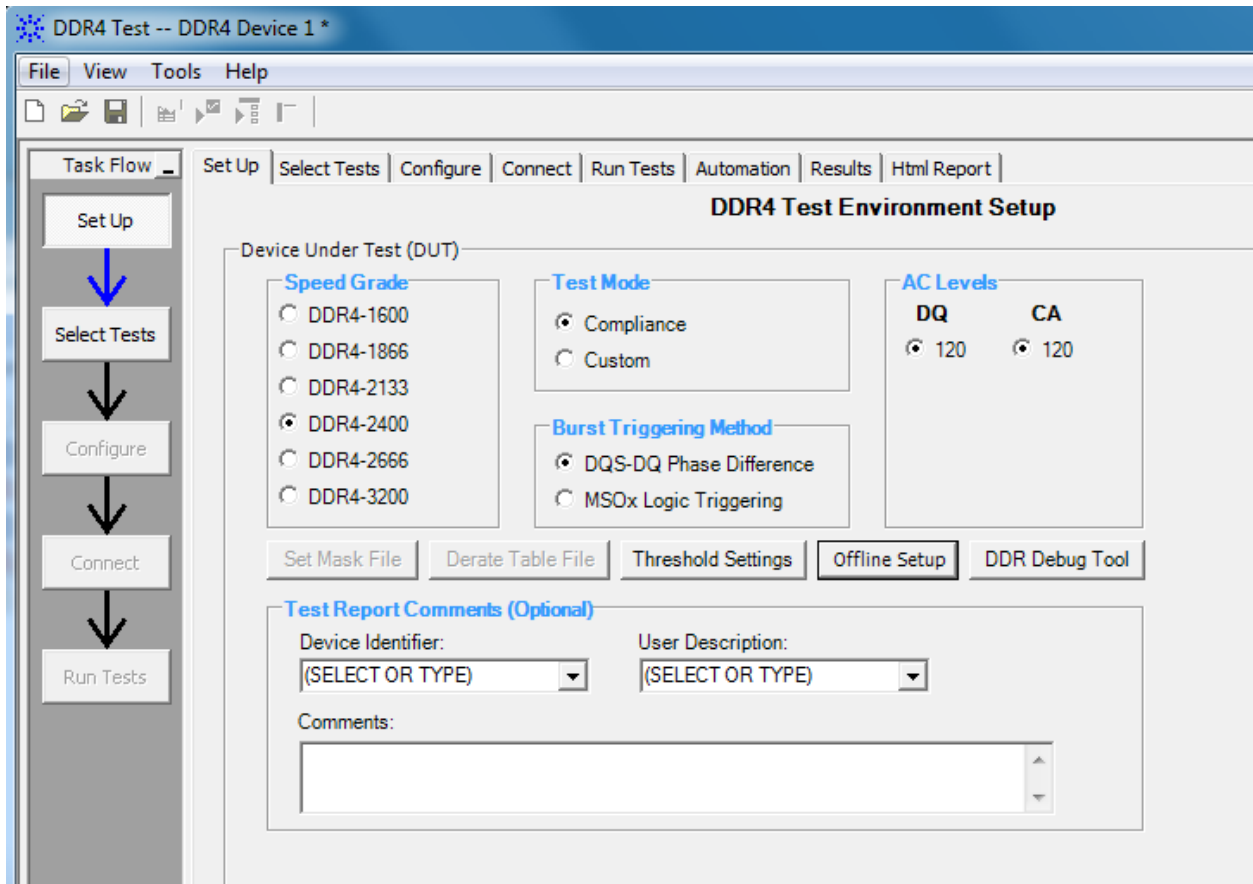 DDR4 Test -- DDR4 Device 1 *
File View Tools Help
Task Flow
Set Up
Select Tests
Configure
Connect
Run Tests
Set Up Select Tests Configure Connect Run Tests Automation Results Html Report
DDR4 Test Environment Setup
Device Under Test (DUT)
Speed Grade
DDR4-1600
DDR4-1866
DDR4-2133
DDR4-2400
DDR4-2666
DDR4-3200
Test Mode
Compliance
Custom
Burst Triggering Method
DQS-DQ Phase Difference
MSOx Logic Triggering
AC Levels
DQ CA
120 120
Set Mask File Derate Table File Threshold Settings Offline Setup DDR Debug Tool
Test Report Comments (Optional)
Device Identifier: User Description:
(SELECT OR TYPE) (SELECT OR TYPE)
Comments: